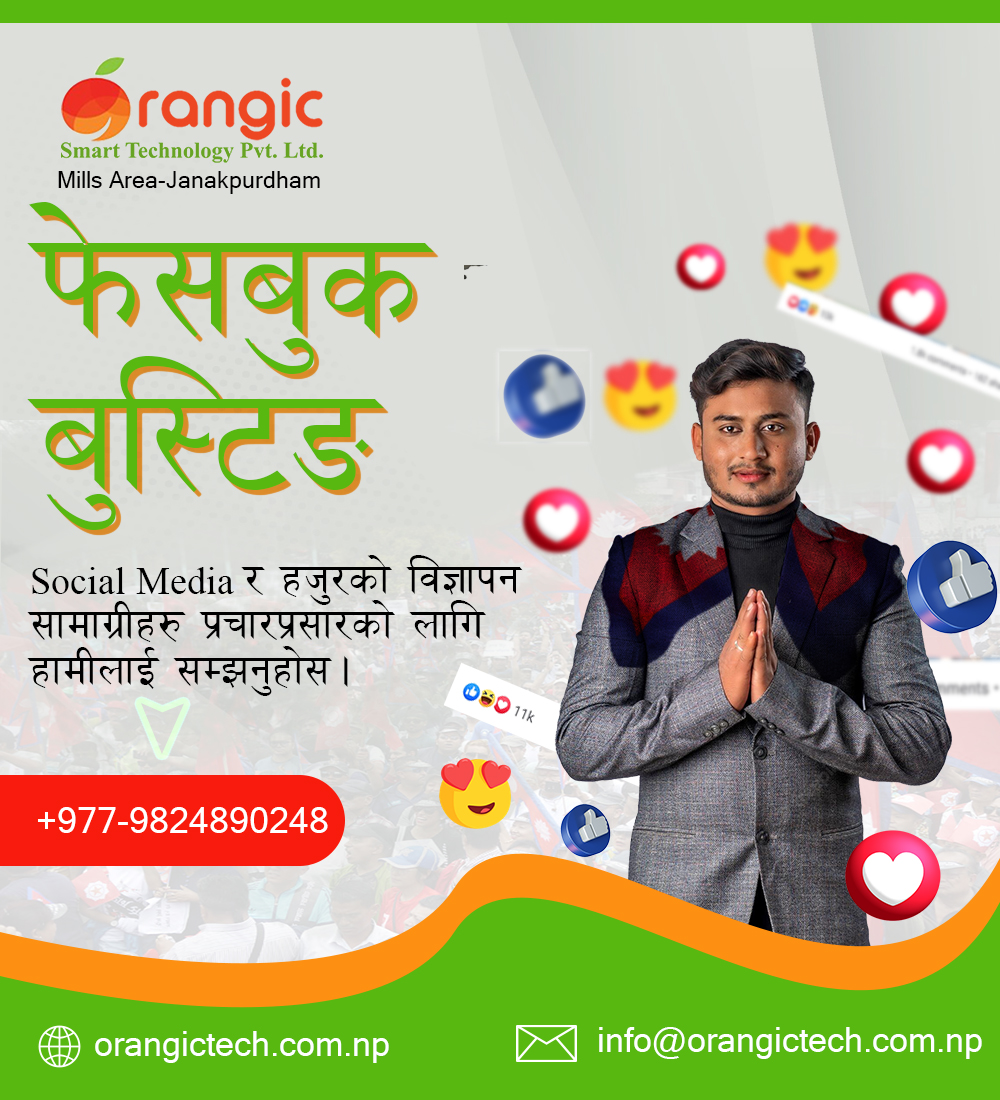 Orangic
Smart Technology Pvt. Ltd.
Mills Area-Janakpurdham
फेसबुक
बुस्टिङ
Social Media र हजुरको विज्ञापन
सामाग्रीहरु प्रचारप्रसारको लागि
हामीलाई सम्झनुहोस।
11k
+977-9824890248
orangictech.com.np
info@orangictech.com.np